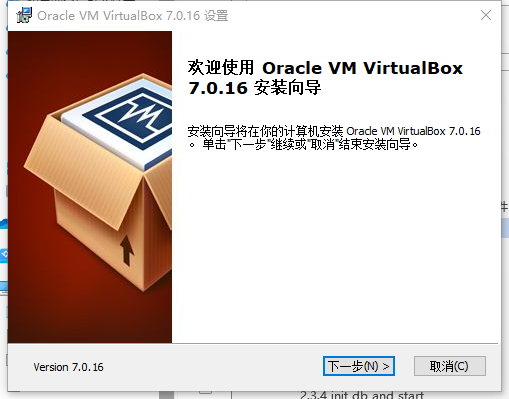 Oracle VM VirtualBox 7.0.16 设置
欢迎使用 Oracle VM VirtualBox
7.0.16 安装向导
安装向导将在你的计算机安装 Oracle VM VirtualBox 7.0.16
。 单击"下一步"继续或"取消"结束安装向导。
件
Version 7.0.16
下一步(N) >
取消(C)
2.3.4 init db and start